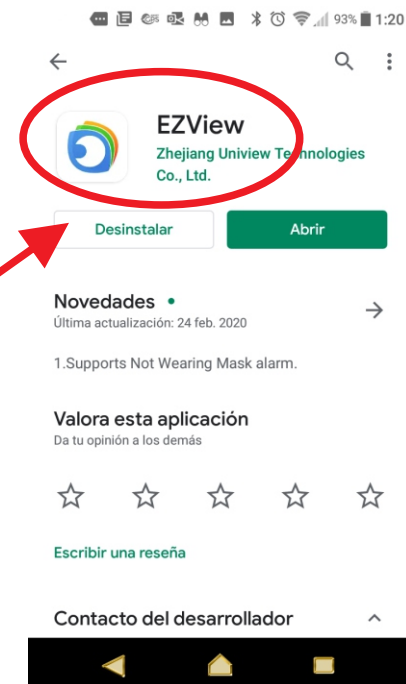 93% 1:20
EZView
Zhejiang Uniview Technologies
Co., Ltd.
Desinstalar
Abrir
Novedades •
Última actualización: 24 feb. 2020
1.Supports Not Wearing Mask alarm.
Valora esta aplicación
Da tu opinión a los demás
Escribir una reseña
Contacto del desarrollador